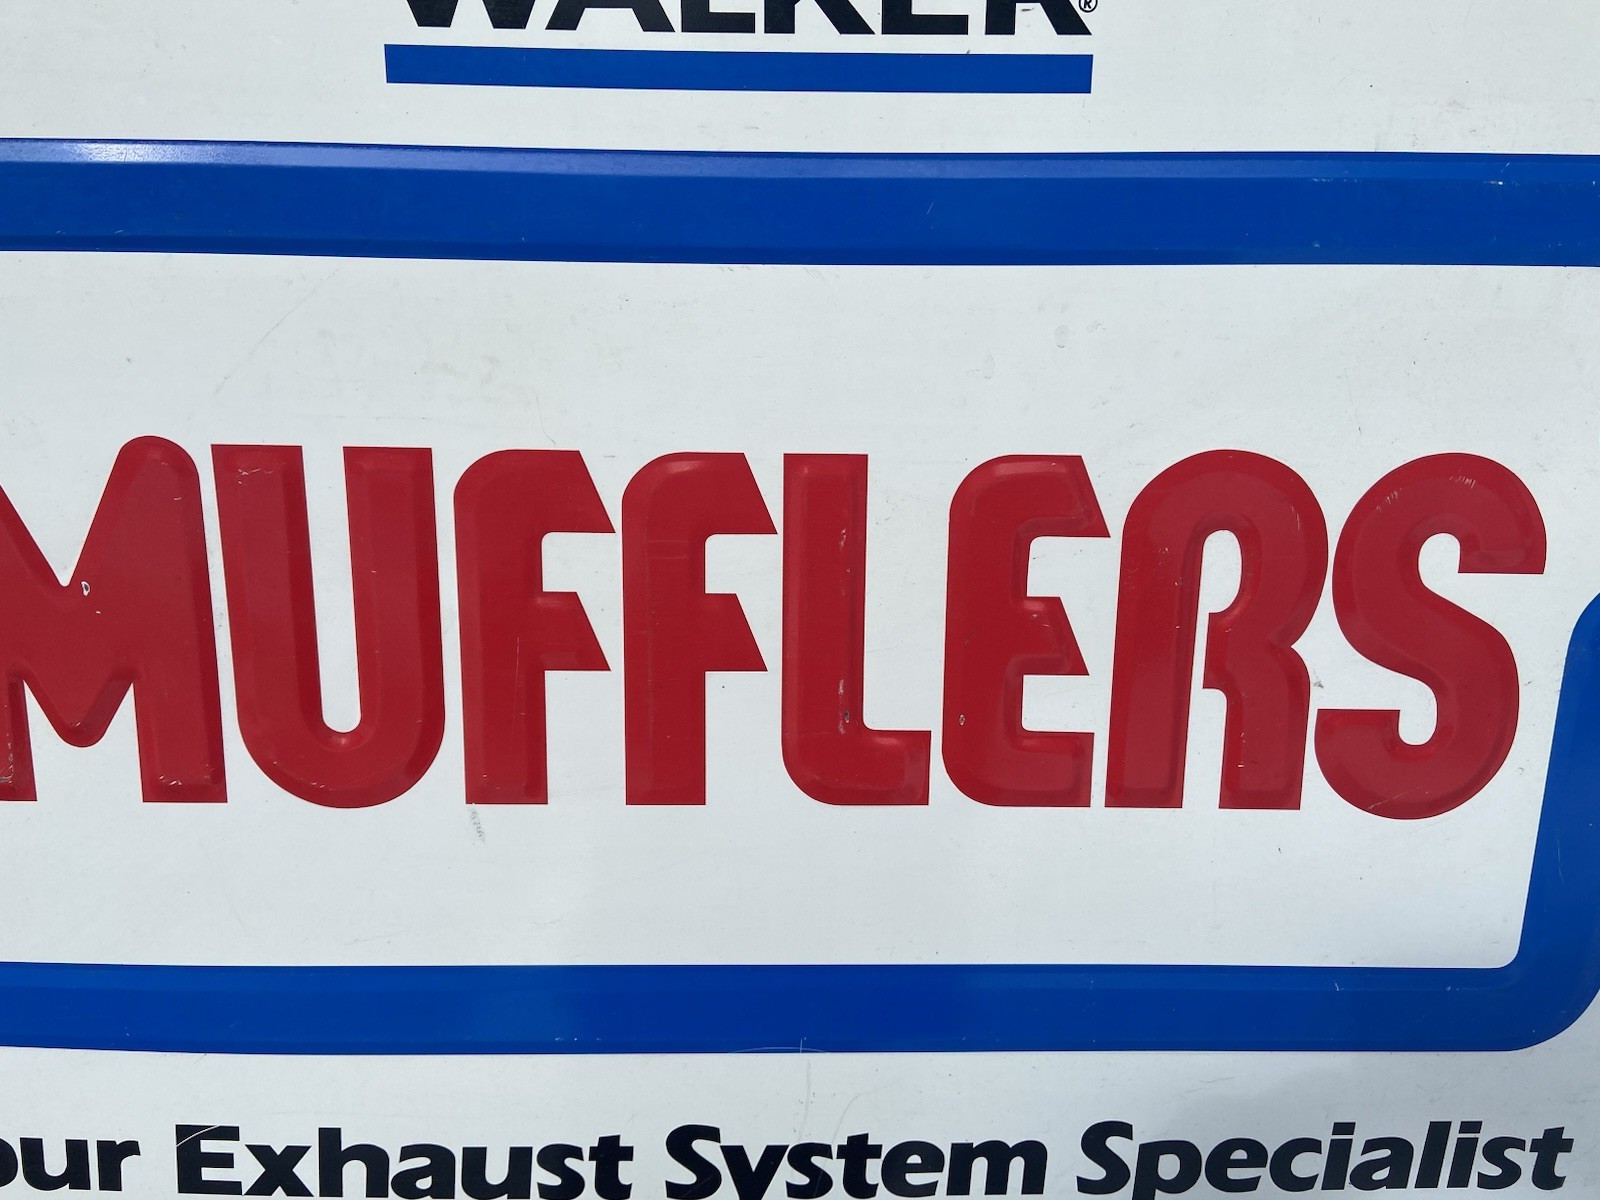 WALKER®
MUFFLERS
our Exhaust System Specialist